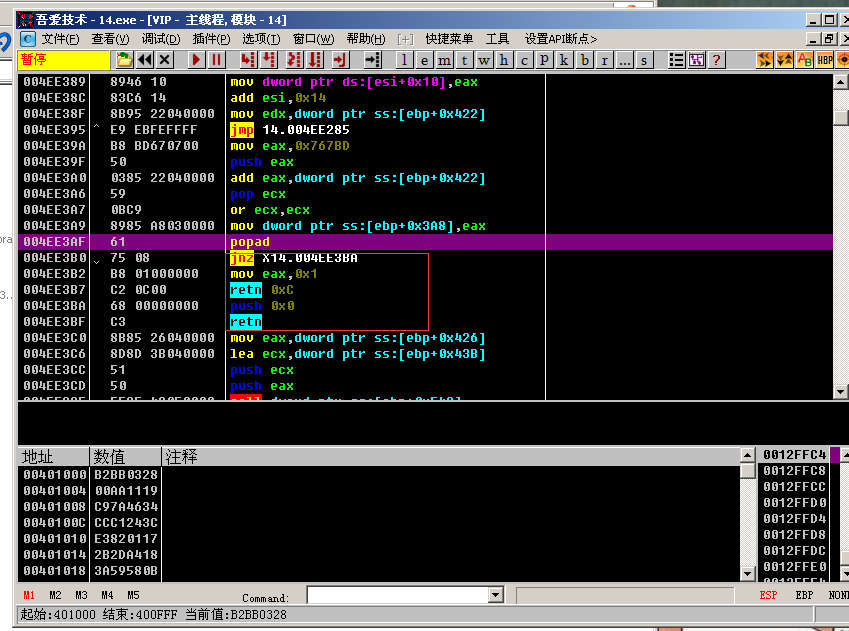 吾爱技术 - 14.exe - [VIP - 主线程, 模块 - 14]
文件(F) 查看(V) 调试(D) 插件(P) 选项(T) 窗口(W) 帮助(H) [+] 快捷菜单 工具 设置API断点>
暂停 l e m t w h c p k b r ... s ? HBP
004EE389 8946 10 mov dword ptr ds:[esi+0x10],eax
004EE38C 83C6 14 add esi,0x14
004EE38F 8B95 22040000 mov edx,dword ptr ss:[ebp+0x422]
004EE395 ^ E9 EBFEFFFF jmp 14.004EE285
004EE39A B8 BD670700 mov eax,0x767BD
004EE39F 50 push eax
004EE3A0 0385 22040000 add eax,dword ptr ss:[ebp+0x422]
004EE3A6 59 pop ecx
004EE3A7 0BC9 or ecx,ecx
004EE3A9 8985 A8030000 mov dword ptr ss:[ebp+0x3A8],eax
004EE3AF 61 popad
004EE3B0 75 08 jnz X14.004EE3BA
004EE3B2 B8 01000000 mov eax,0x1
004EE3B7 C2 0C00 retn 0xC
004EE3BA 68 00000000 push 0x0
004EE3BF C3 retn
004EE3C0 8B85 26040000 mov eax,dword ptr ss:[ebp+0x426]
004EE3C6 8D8D 3B040000 lea ecx,dword ptr ss:[ebp+0x43B]
004EE3CC 51 push ecx
004EE3CD 50 push eax
地址 数值 注释
00401000 B2BB0328
00401004 00AA1119
00401008 C97A4634
0040100C CCC1243C
00401010 E3820117
00401014 2B2DA418
00401018 3A59580B
0012FFC4
0012FFC8
0012FFCC
0012FFD0
0012FFD4
0012FFD8
0012FFDC
0012FFE0
M1 M2 M3 M4 M5 Command: ESP EBP NONE
起始:401000 结束:400FFF 当前值:B2BB0328